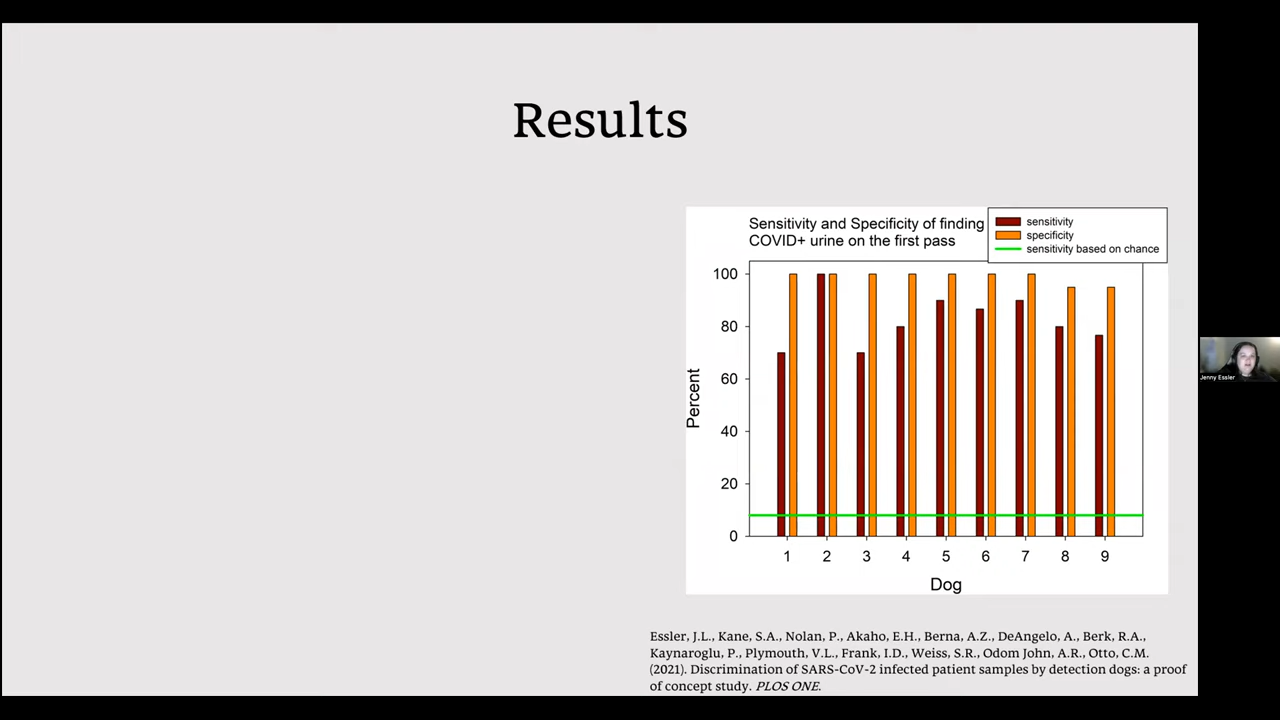 Results
Sensitivity and Specificity of finding
COVID+ urine on the first pass
sensitivity
specificity
sensitivity based on chance
100
80
60
40
20
0
Percent
1 2 3 4 5 6 7 8 9
Dog
Essler, J.L., Kane, S.A., Nolan, P., Akaho, E.H., Berna, A.Z., DeAngelo, A., Berk, R.A.,
Kaynaroglu, P., Plymouth, V.L., Frank, I.D., Weiss, S.R., Odom John, A.R., Otto, C.M.
(2021). Discrimination of SARS-CoV-2 infected patient samples by detection dogs: a proof
of concept study. PLOS ONE.
Jenny Essler